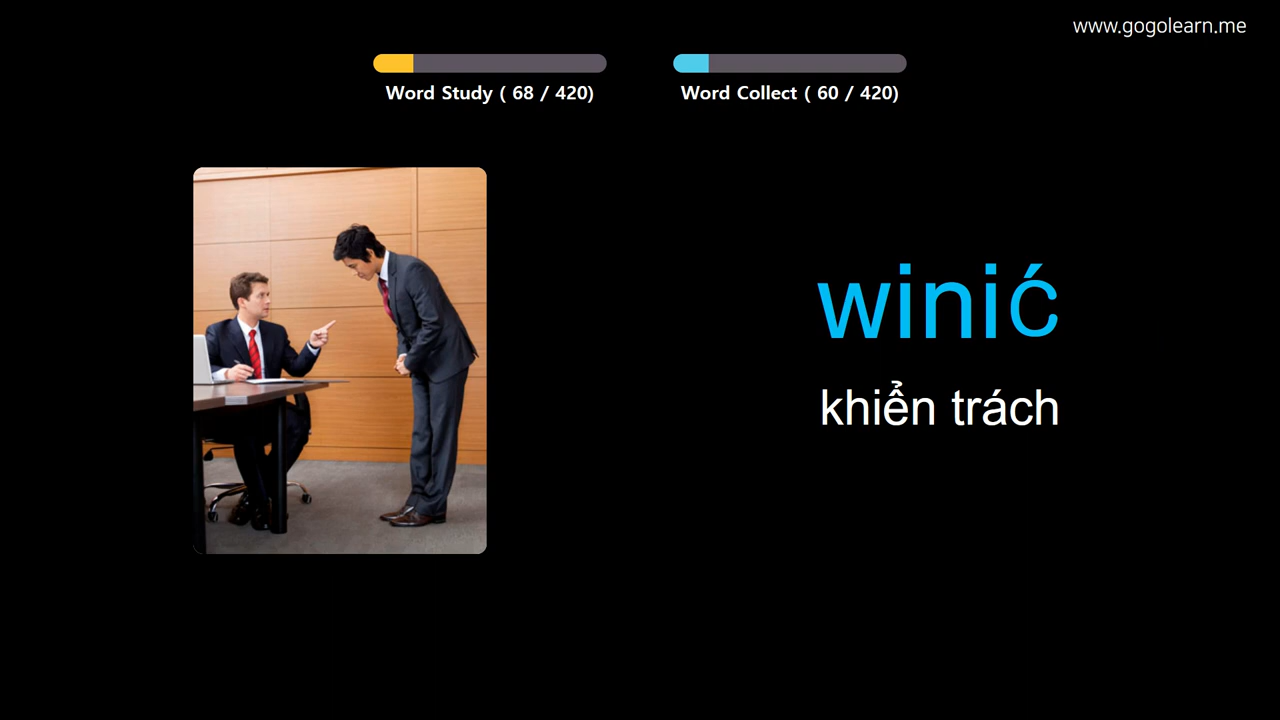 www.gogolearn.me
Word Study ( 68 / 420)
Word Collect ( 60 / 420)
winić
khiển trách